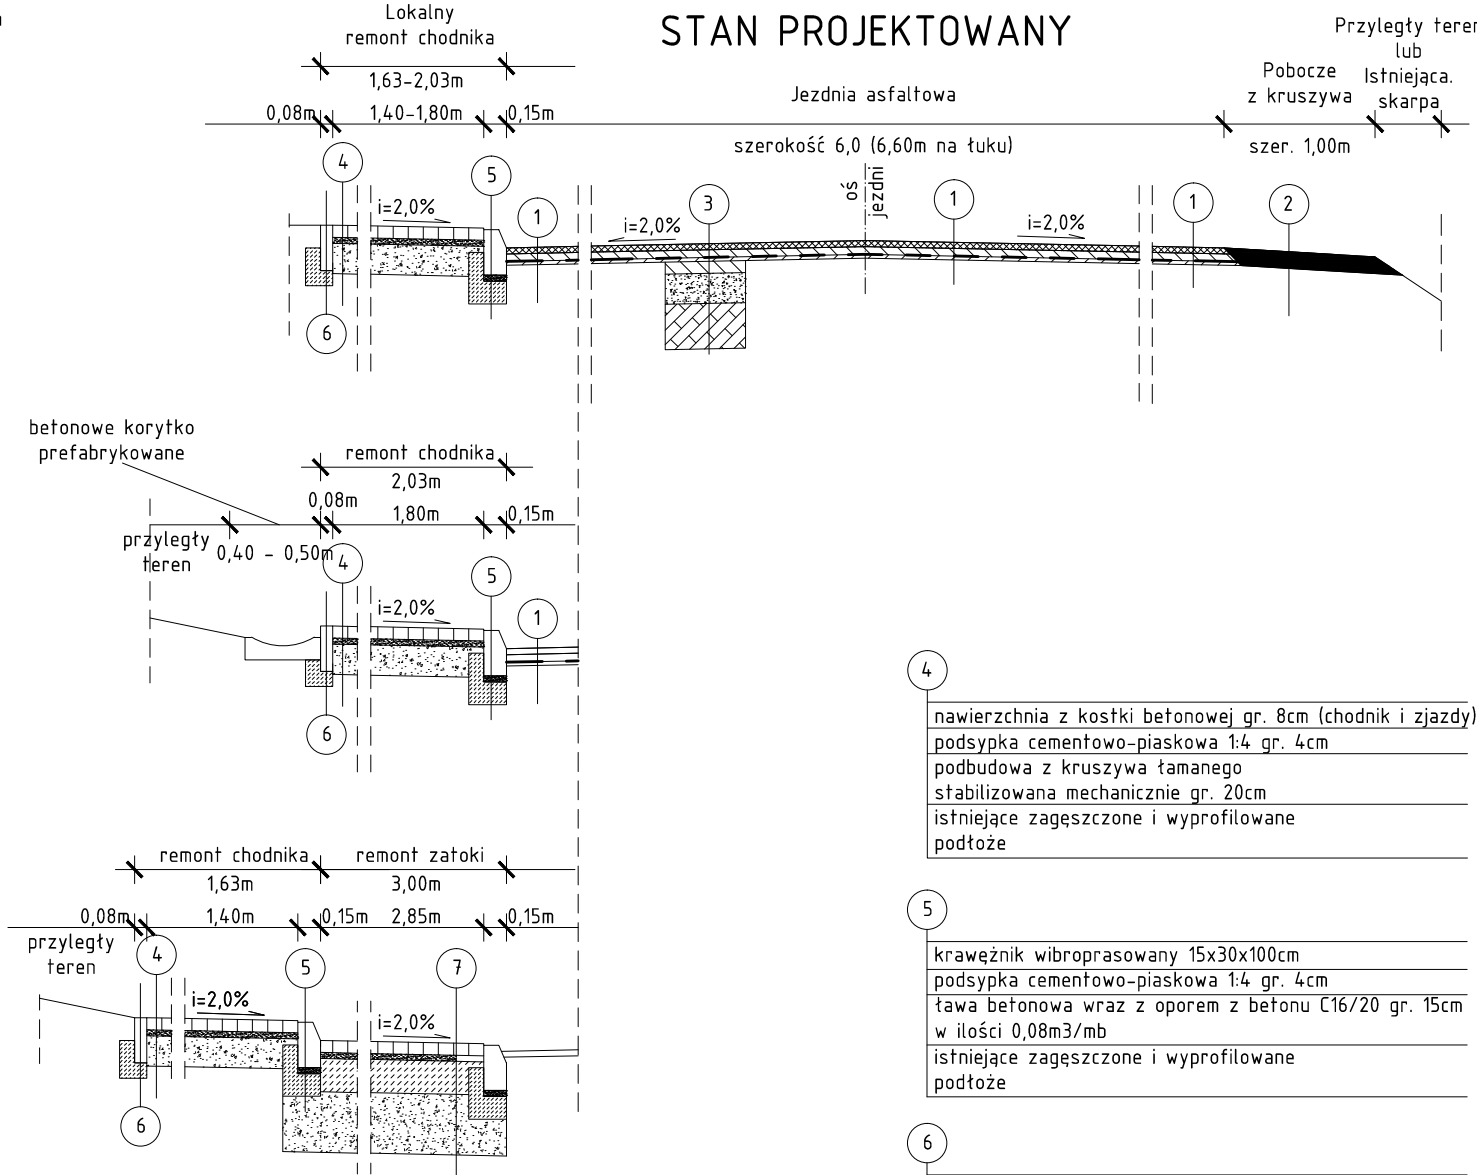 STAN PROJEKTOWANY
Lokalny
remont chodnika
1,63-2,03m
0,08m
1,40-1,80m
0,15m
Jezdnia asfaltowa
szerokość 6,0 (6,60m na łuku)
Pobocze
z kruszywa
szer. 1,00m
Przyległy teren
lub
Istniejąca.
skarpa
4
5
1
3
oś
jezdni
1
1
2
i=2,0%
i=2,0%
i=2,0%
6
betonowe korytko
prefabrykowane
remont chodnika
2,03m
0,08m
1,80m
0,15m
przyległy
teren
0,40 - 0,50m
4
5
1
i=2,0%
6
remont chodnika
remont zatoki
1,63m
3,00m
0,08m
1,40m
0,15m
2,85m
0,15m
przyległy
teren
4
5
7
i=2,0%
i=2,0%
6
4
nawierzchnia z kostki betonowej gr. 8cm (chodnik i zjazdy)
podsypka cementowo-piaskowa 1:4 gr. 4cm
podbudowa z kruszywa łamanego
stabilizowana mechanicznie gr. 20cm
istniejące zagęszczone i wyprofilowane
podłoże
5
krawężnik wibroprasowany 15x30x100cm
podsypka cementowo-piaskowa 1:4 gr. 4cm
ława betonowa wraz z oporem z betonu C16/20 gr. 15cm
w ilości 0,08m3/mb
istniejące zagęszczone i wyprofilowane
podłoże
6